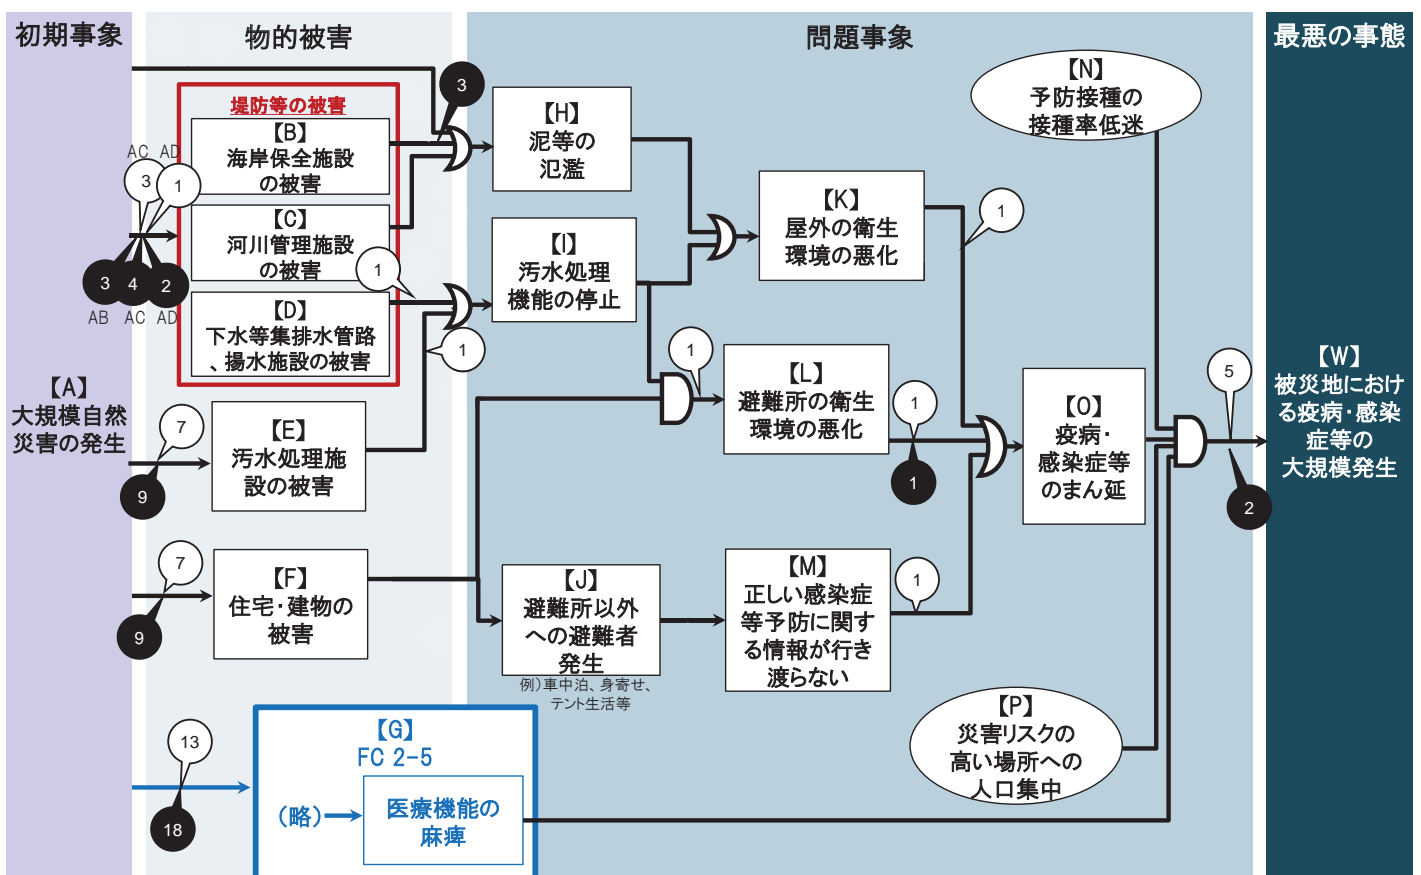 初期事象
物的被害
問題事象
最悪の事態
【A】
大規模自然
災害の発生
堤防等の被害
【B】
海岸保全施設
の被害
【C】
河川管理施設
の被害
【D】
下水等集排水管路
、揚水施設の被害
AC AD
3
1
3
4
2
AB AC AD
3
1
1
【E】
汚水処理施
設の被害
7
9
【F】
住宅・建物の
被害
7
9
【G】
FC 2-5
(略)
医療機能の
麻痺
13
18
【H】
泥等の
氾濫
【I】
汚水処理
機能の停止
【J】
避難所以外
への避難者
発生
例)車中泊、身寄せ、
テント生活等
【K】
屋外の衛生
環境の悪化
1
1
【L】
避難所の衛生
環境の悪化
1
1
【M】
正しい感染症
等予防に関す
る情報が行き
渡らない
1
【N】
予防接種の
接種率低迷
【O】
疫病・
感染症等
のまん延
【P】
災害リスクの
高い場所への
人口集中
5
2
【W】
被災地におけ
る疫病・感染
症等の
大規模発生